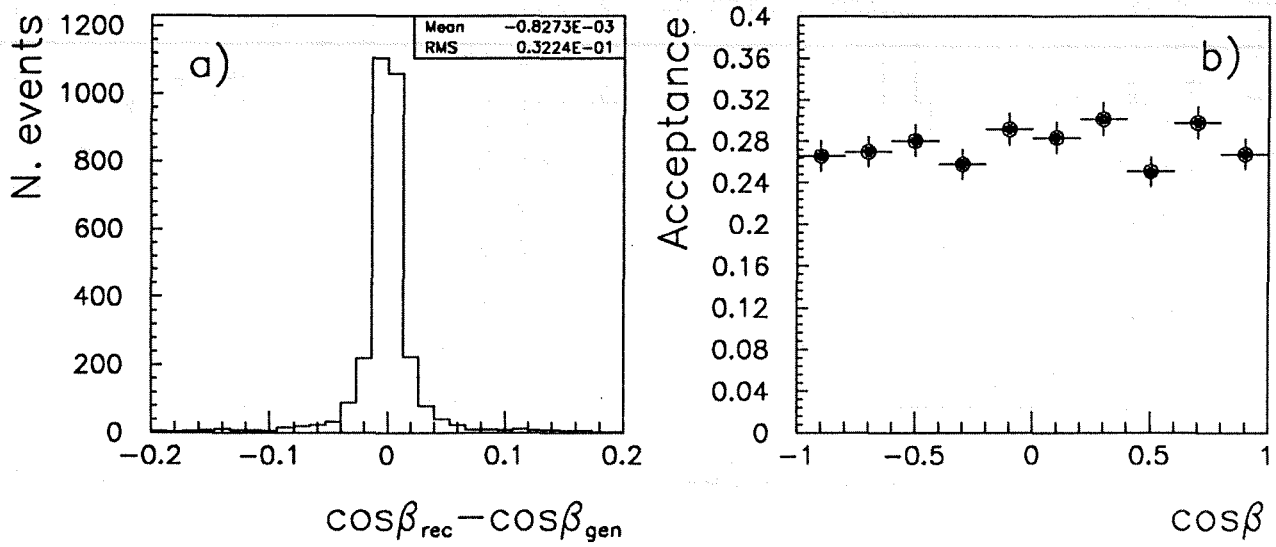 N. events
1200
1000
800
600
400
200
0
a)
Mean -0.8273E-03
RMS 0.3224E-01
-0.2 -0.1 0 0.1 0.2
cosβrec-cosβgen
Acceptance
0.4
0.36
0.32
0.28
0.24
0.2
0.16
0.12
0.08
0.04
0
b)
-1 -0.5 0 0.5 1
cosβ